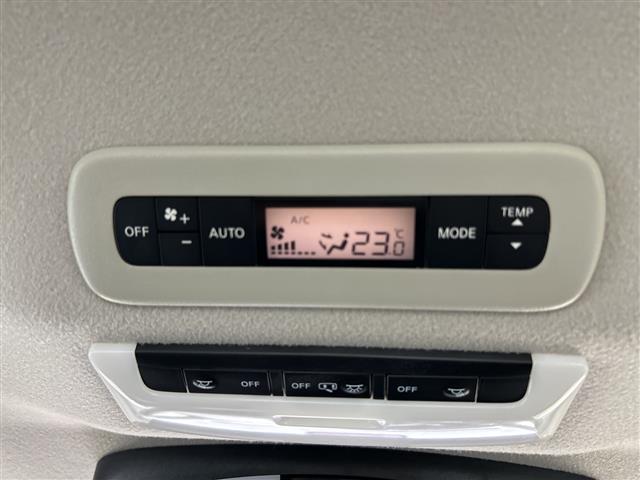 OFF + - AUTO A/C 23.0 °C MODE TEMP
OFF OFF OFF